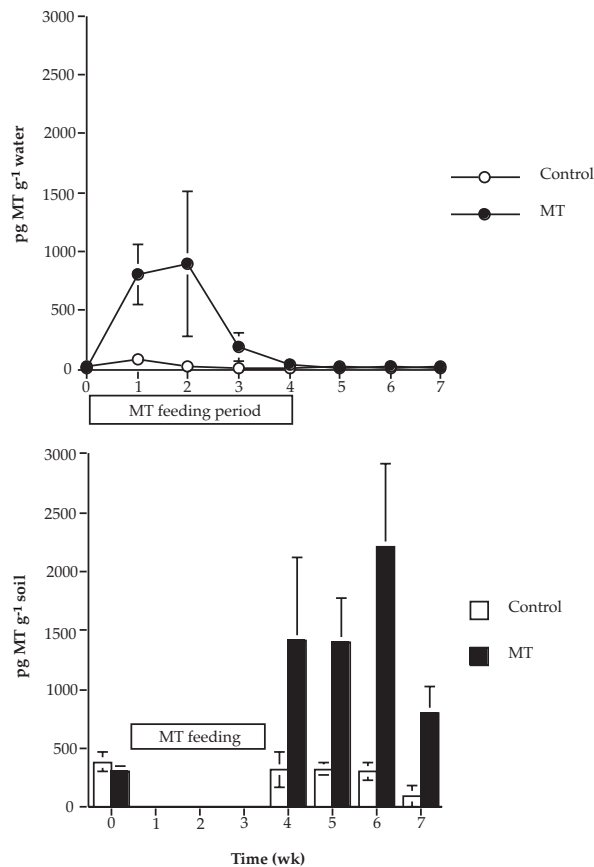 3000
2500
2000
1500
1000
500
0
pg MT g-1 water
Control
MT
0 1 2 3 4 5 6 7
MT feeding period
3000
2500
2000
1500
1000
500
0
pg MT g-1 soil
Control
MT
MT feeding
0 1 2 3 4 5 6 7
Time (wk)